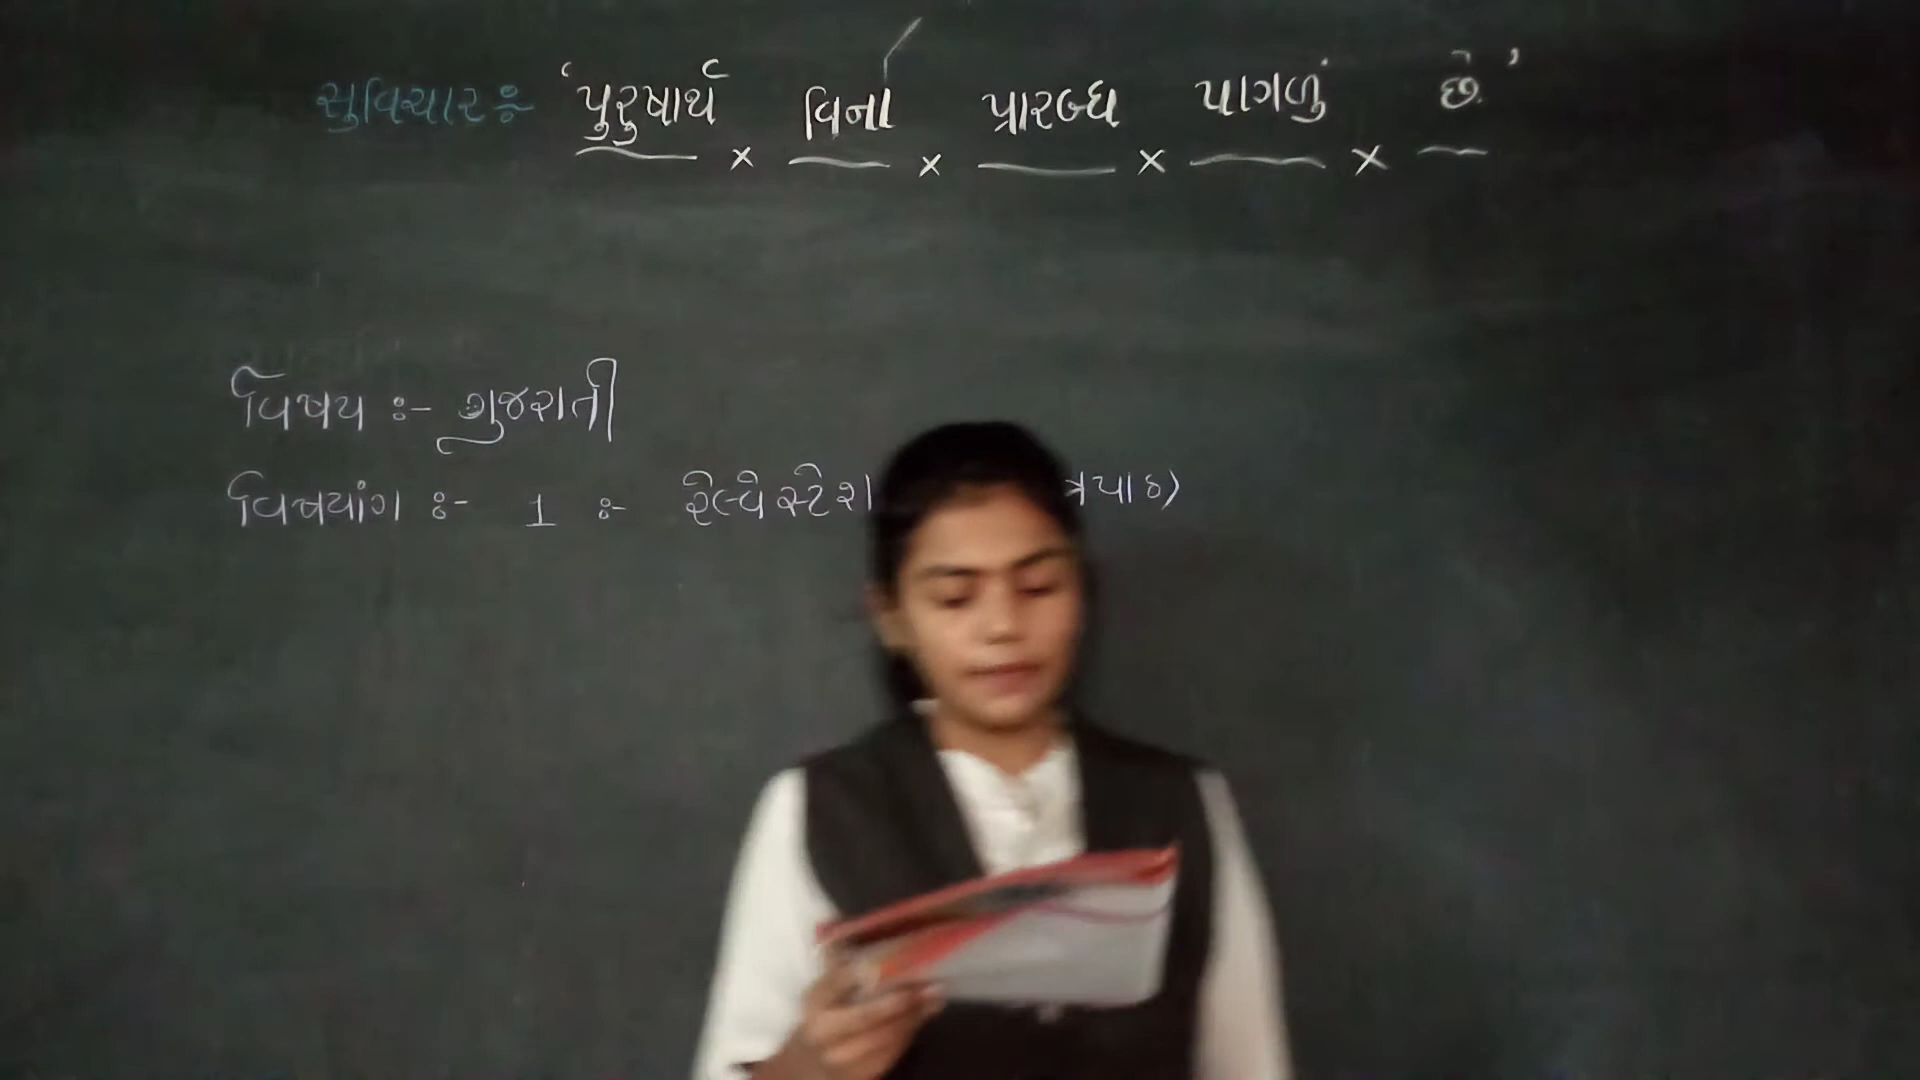 સુવિચાર ઃ- ‘પુરુષાર્થ વિના પ્રારબ્ધ પાગળું છે.’
x x x x
વિષય ઃ- ગુજરાતી
વિષયાંગ ઃ- 1 ઃ-